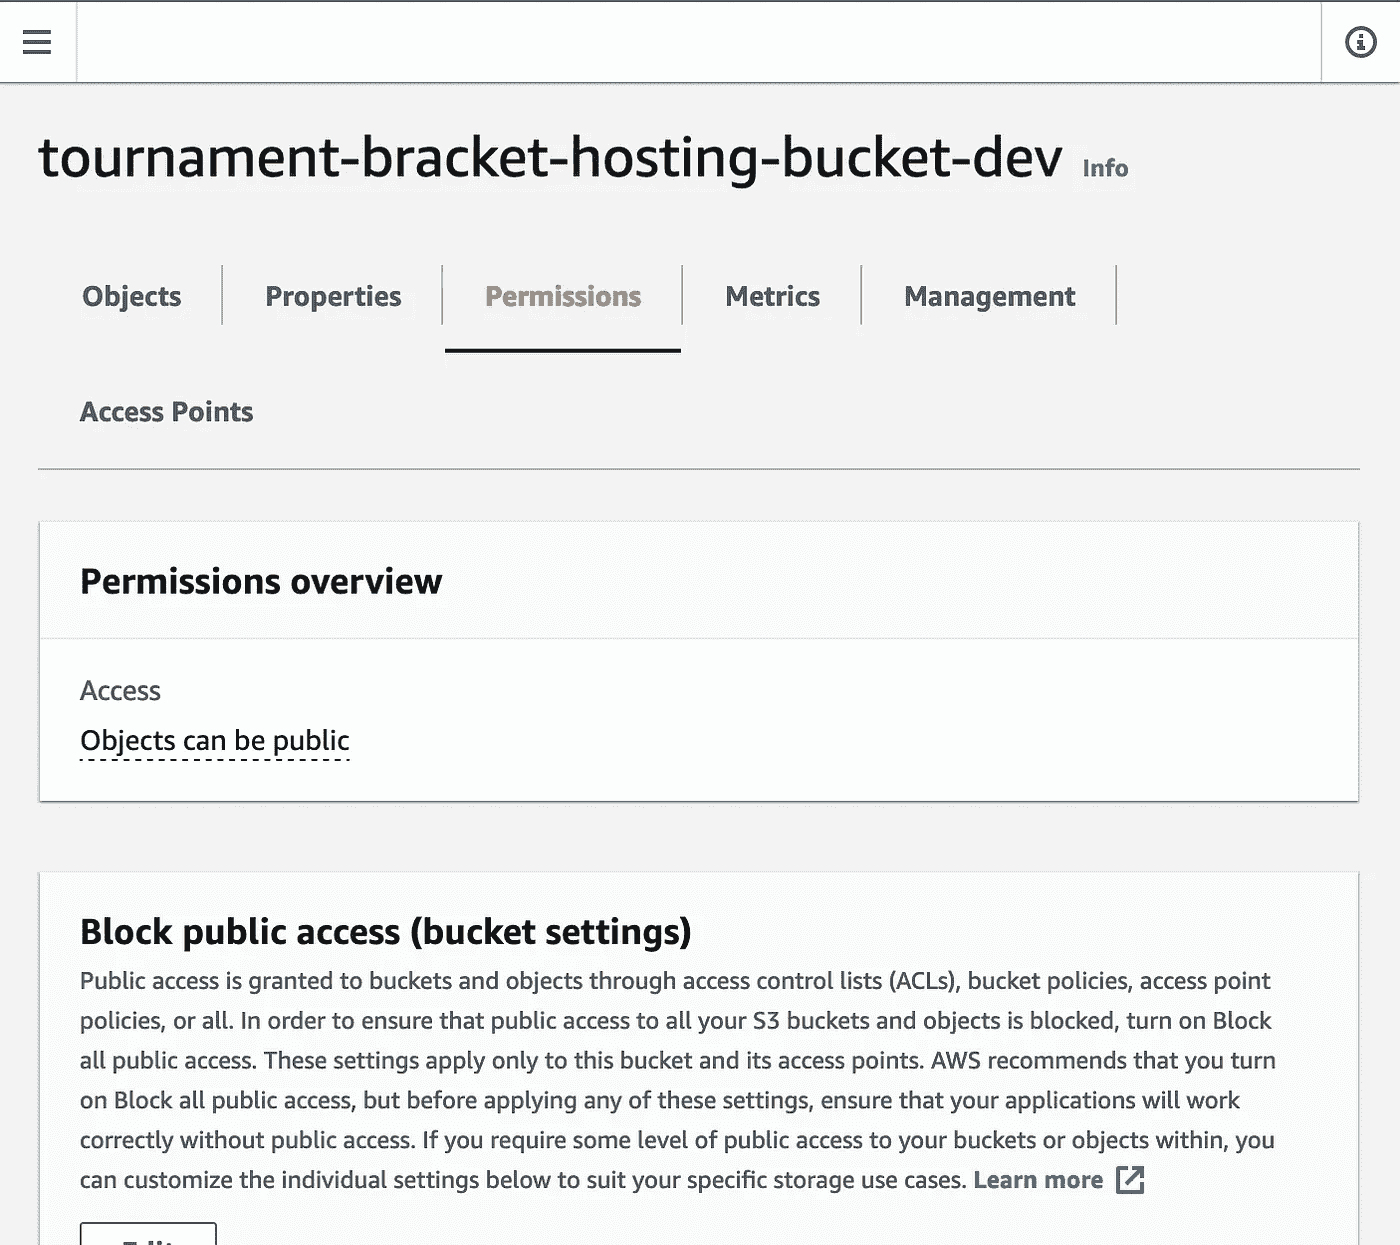 tournament-bracket-hosting-bucket-dev Info
Objects Properties Permissions Metrics Management
Access Points
Permissions overview
Access
Objects can be public
Block public access (bucket settings)
Public access is granted to buckets and objects through access control lists (ACLs), bucket policies, access point
policies, or all. In order to ensure that public access to all your S3 buckets and objects is blocked, turn on Block
all public access. These settings apply only to this bucket and its access points. AWS recommends that you turn
on Block all public access, but before applying any of these settings, ensure that your applications will work
correctly without public access. If you require some level of public access to your buckets or objects within, you
can customize the individual settings below to suit your specific storage use cases. Learn more
Edit